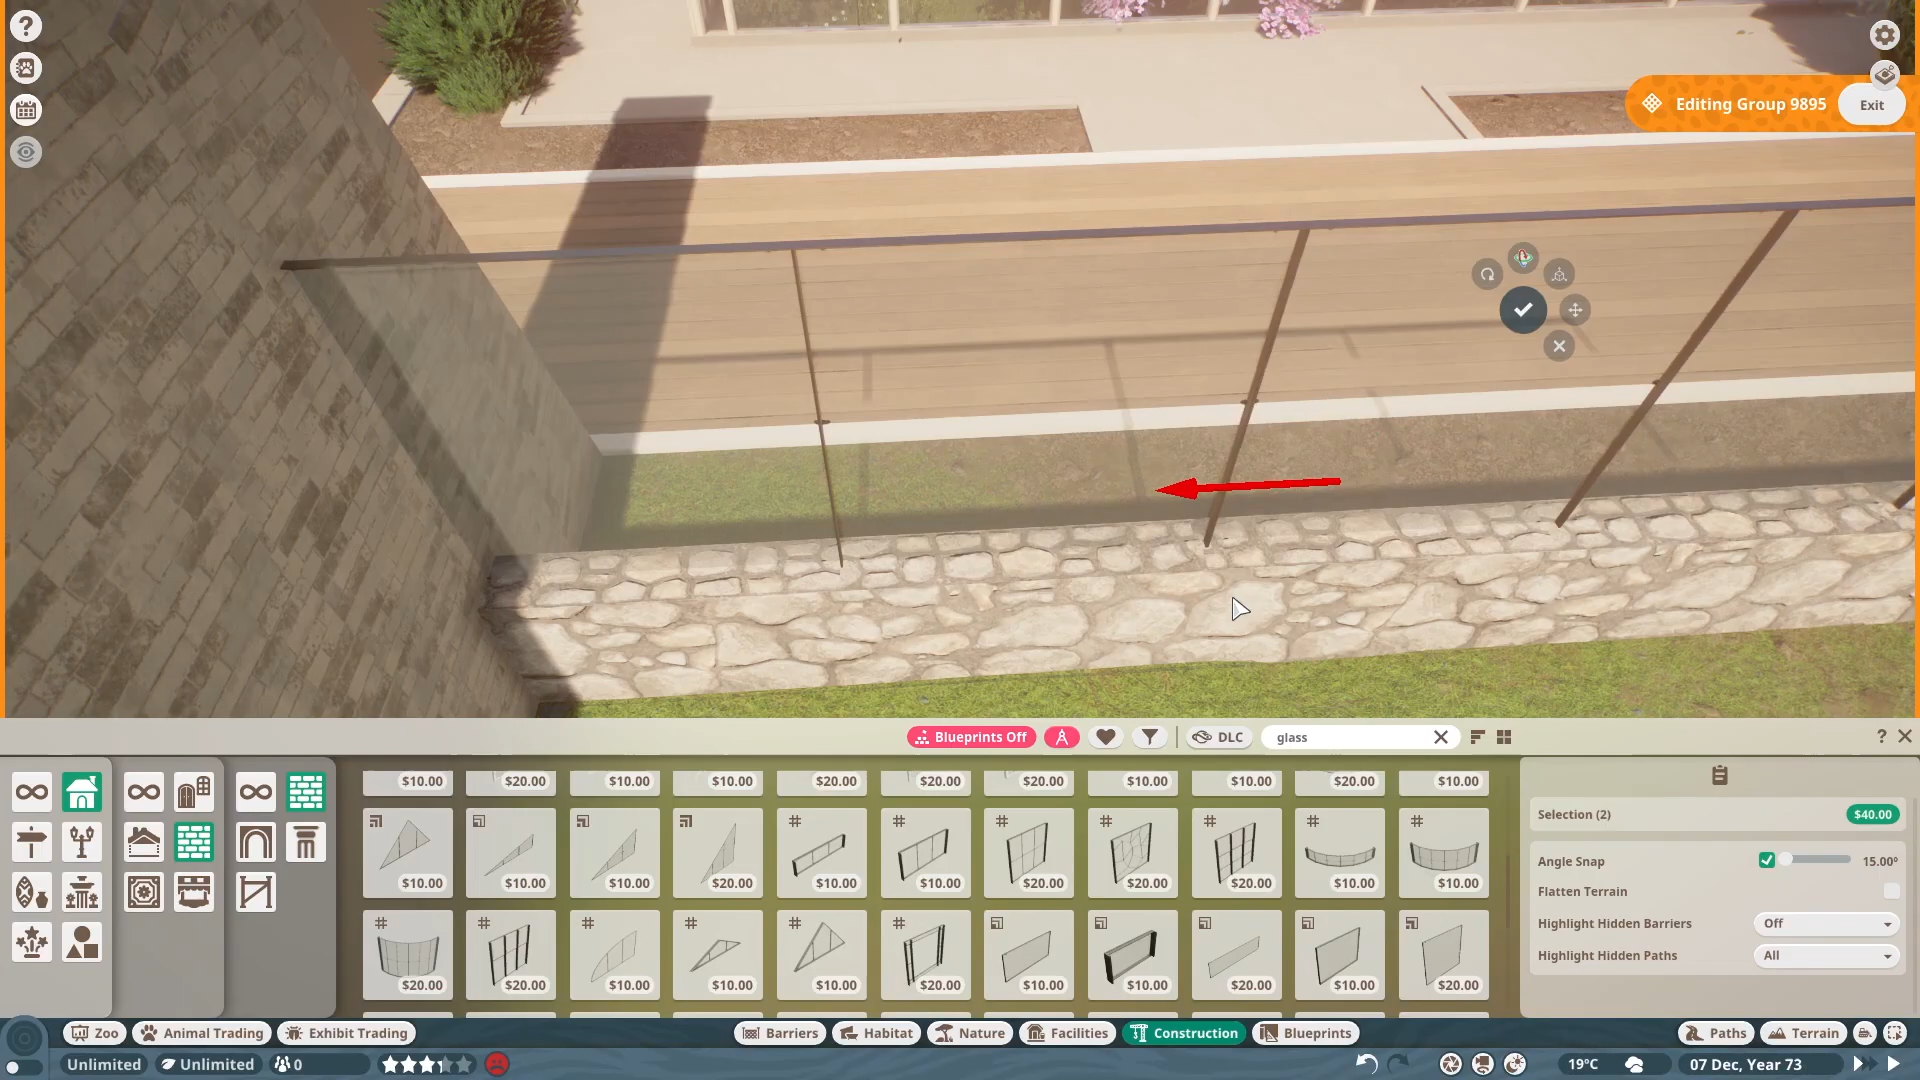 ?
Editing Group 9895
Exit
Blueprints Off
DLC
glass
?
$10.00 $20.00 $10.00 $10.00 $20.00 $20.00 $20.00 $10.00 $10.00 $20.00 $10.00
$10.00 $10.00 $10.00 $20.00 $10.00 $10.00 $20.00 $20.00 $20.00 $10.00 $10.00
$20.00 $20.00 $10.00 $10.00 $10.00 $20.00 $10.00 $10.00 $20.00 $10.00 $20.00
Selection (2)
$40.00
Angle Snap
15.00°
Flatten Terrain
Highlight Hidden Barriers
Off
Highlight Hidden Paths
All
Zoo
Animal Trading
Exhibit Trading
Barriers
Habitat
Nature
Facilities
Construction
Blueprints
Paths
Terrain
Unlimited
Unlimited
0
19°C
07 Dec, Year 73